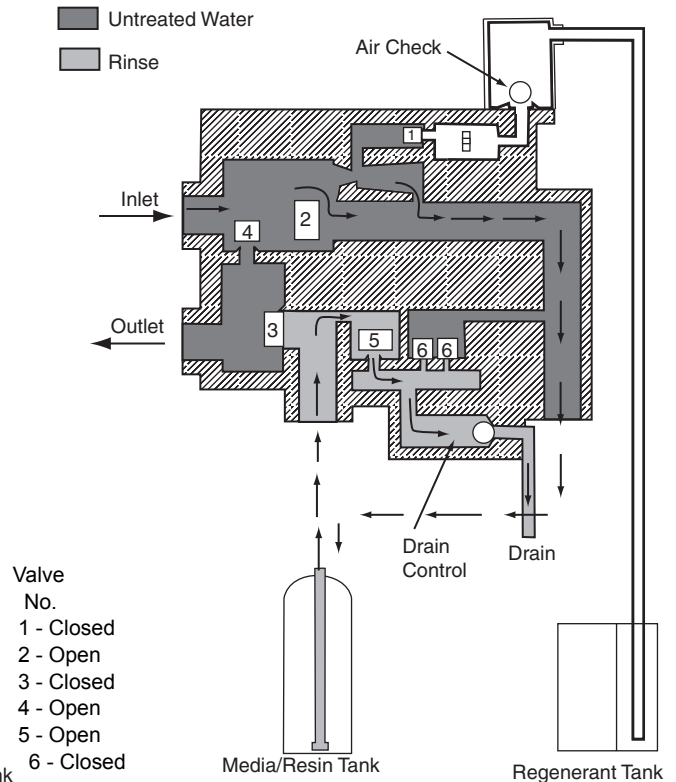 Untreated Water
Rinse
Air Check
1
Inlet
2
4
Outlet
3
5
6 6
Drain
Control
Drain
Valve
No.
1 - Closed
2 - Open
3 - Closed
4 - Open
5 - Open
6 - Closed
nk
Media/Resin Tank
Regenerant Tank